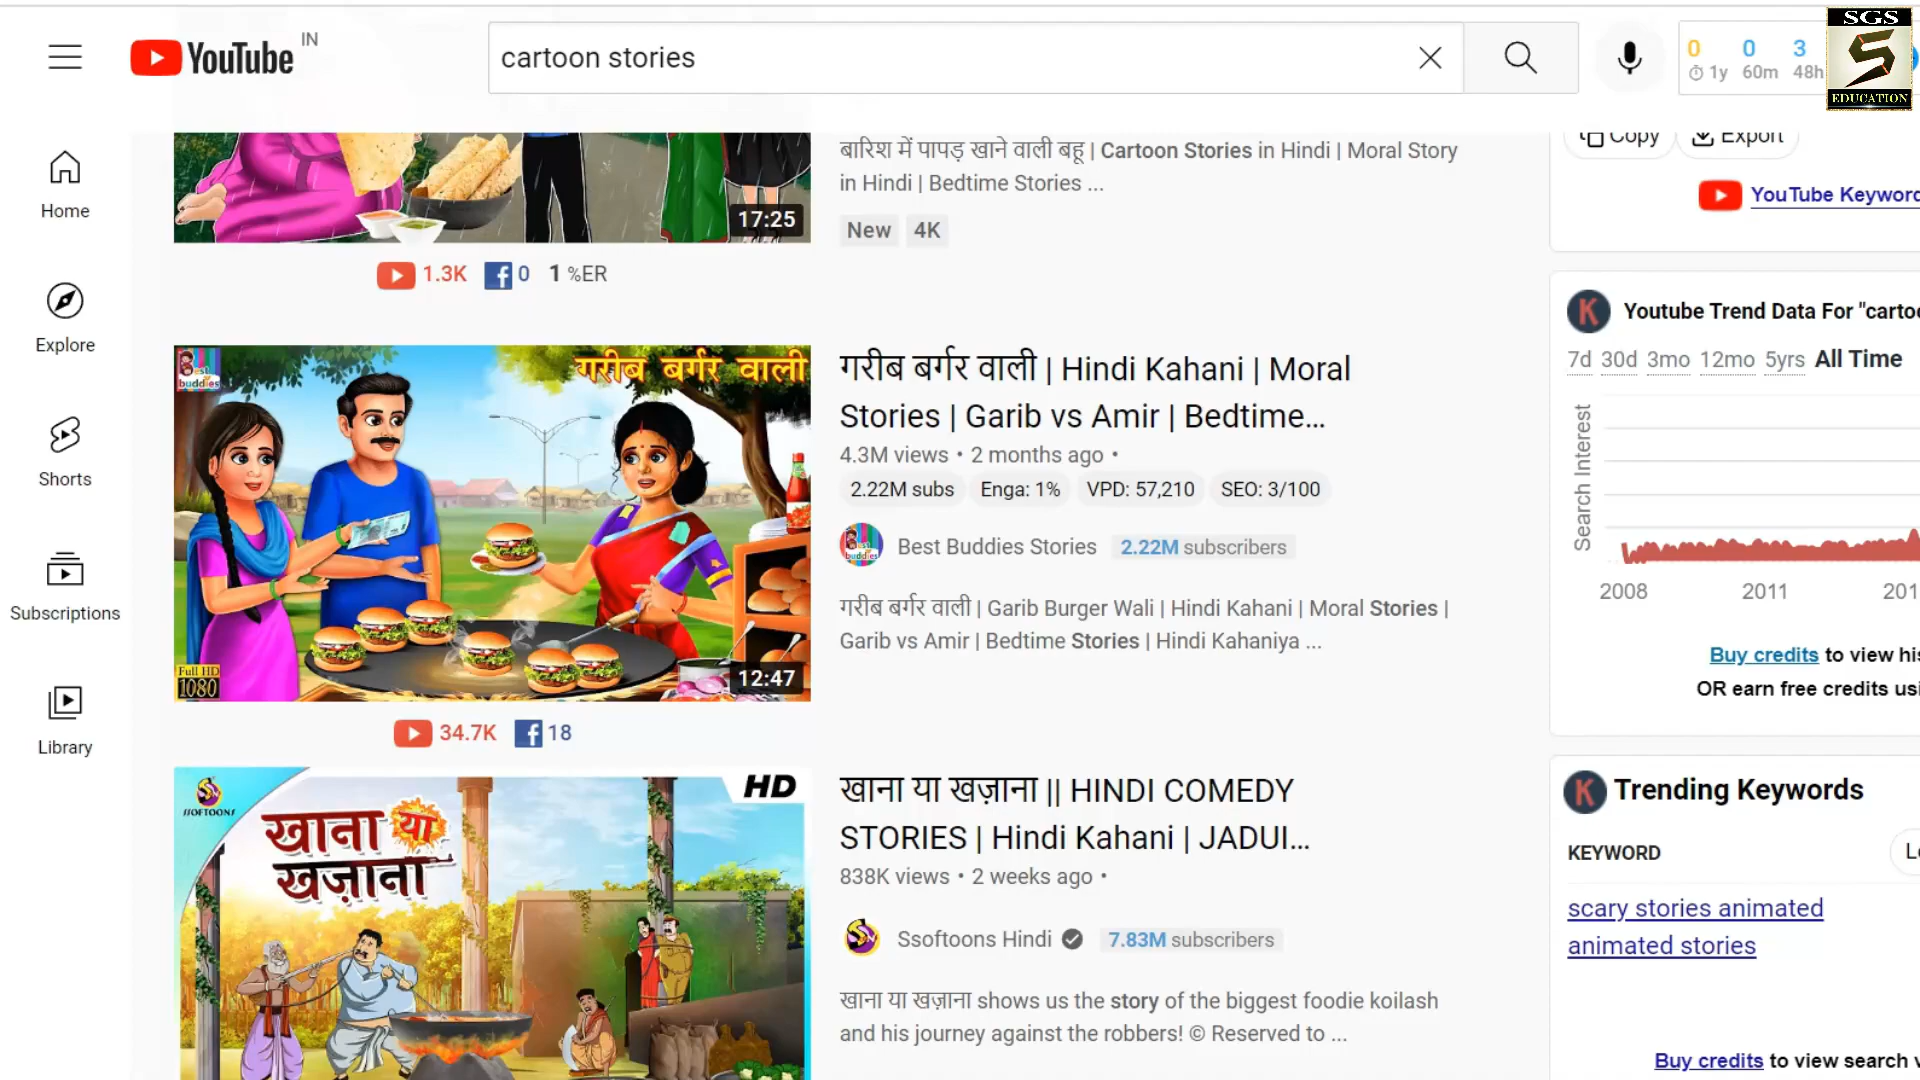 YouTube IN
cartoon stories
0 0 3
1y 60m 48h
SGS
EDUCATION
Home
Explore
Shorts
Subscriptions
Library
17:25
1.3K 0 1 %ER
बारिश में पापड़ खाने वाली बहू | Cartoon Stories in Hindi | Moral Story
in Hindi | Bedtime Stories ...
New 4K
गरीब बर्गर वाली
Best
buddies
Full HD
1080
12:47
34.7K 18
गरीब बर्गर वाली | Hindi Kahani | Moral
Stories | Garib vs Amir | Bedtime...
4.3M views • 2 months ago •
2.22M subs Enga: 1% VPD: 57,210 SEO: 3/100
Best Buddies Stories 2.22M subscribers
गरीब बर्गर वाली | Garib Burger Wali | Hindi Kahani | Moral Stories |
Garib vs Amir | Bedtime Stories | Hindi Kahaniya ...
SSOFTOONS
HD
खाना या
खज़ाना
खाना या खज़ाना || HINDI COMEDY
STORIES | Hindi Kahani | JADUI...
838K views • 2 weeks ago •
Ssoftoons Hindi 7.83M subscribers
खाना या खज़ाना shows us the story of the biggest foodie koilash
and his journey against the robbers! © Reserved to ...
Copy Export
YouTube Keyword
Youtube Trend Data For "cartoo
7d 30d 3mo 12mo 5yrs All Time
Search Interest
2008 2011 201
Buy credits to view his
OR earn free credits usi
Trending Keywords
KEYWORD
scary stories animated
animated stories
Buy credits to view search v